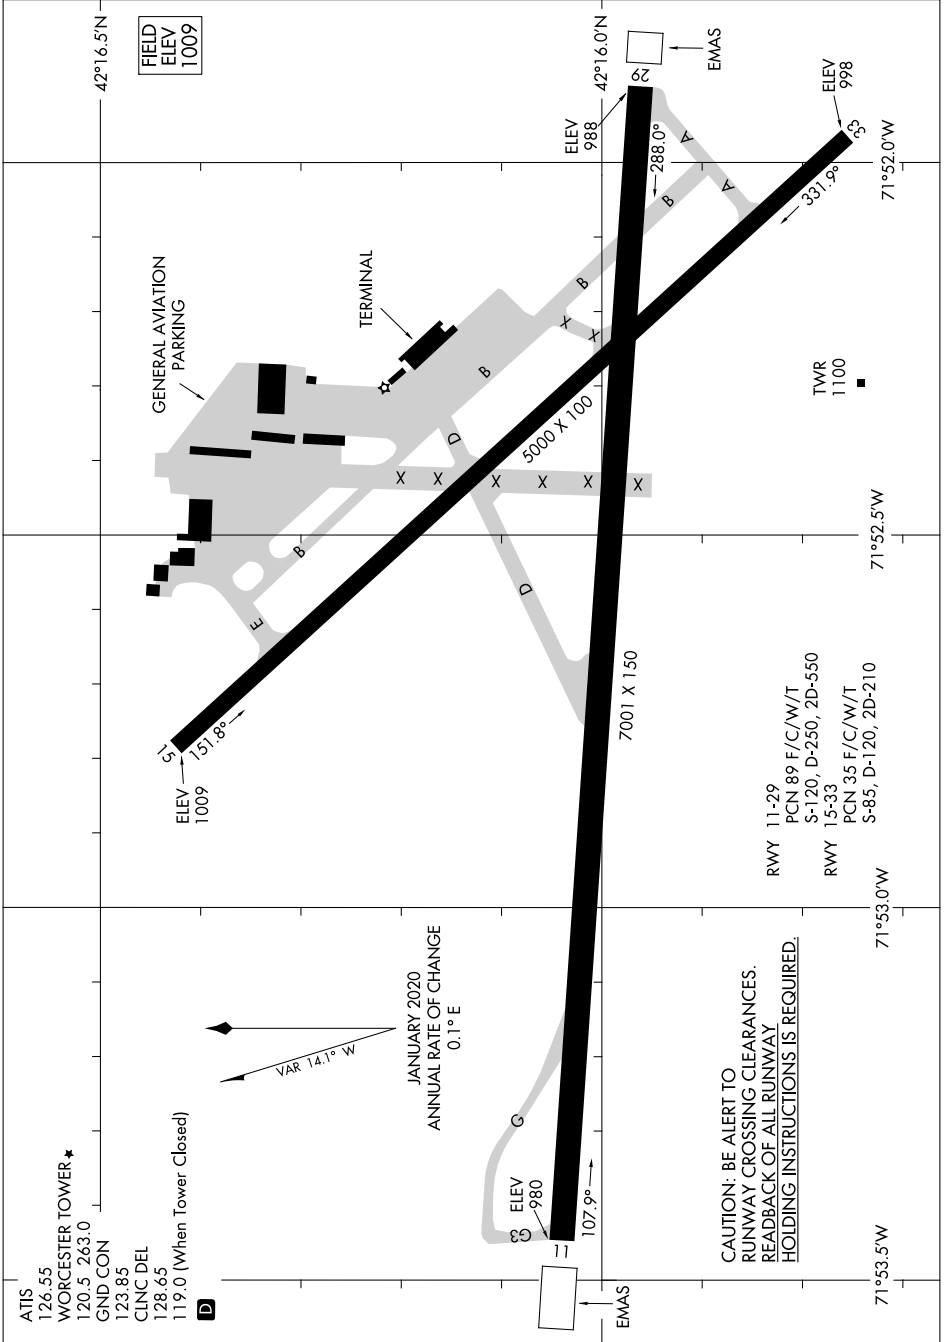 ATIS
126.55
WORCESTER TOWER
120.5 263.0
GND CON
123.85
CLNC DEL
128.65
119.0 (When Tower Closed)
D
VAR 14.1° W
JANUARY 2020
ANNUAL RATE OF CHANGE
0.1° E
FIELD
ELEV
1009
42°16.5'N
42°16.0'N
GENERAL AVIATION
PARKING
TERMINAL
15
151.8°
ELEV
1009
E
B
B
B
B
D
D
X
X
X
X
X
X
X
X
5000 X 100
7001 X 150
G
G3
ELEV
980
11
107.9°
EMAS
ELEV
988
29
288.0°
EMAS
A
A
ELEV
998
33
331.9°
TWR
1100
RWY 11-29
PCN 89 F/C/W/T
S-120, D-250, 2D-550
RWY 15-33
PCN 35 F/C/W/T
S-85, D-120, 2D-210
CAUTION: BE ALERT TO
RUNWAY CROSSING CLEARANCES.
READBACK OF ALL RUNWAY
HOLDING INSTRUCTIONS IS REQUIRED.
71°53.5'W
71°53.0'W
71°52.5'W
71°52.0'W